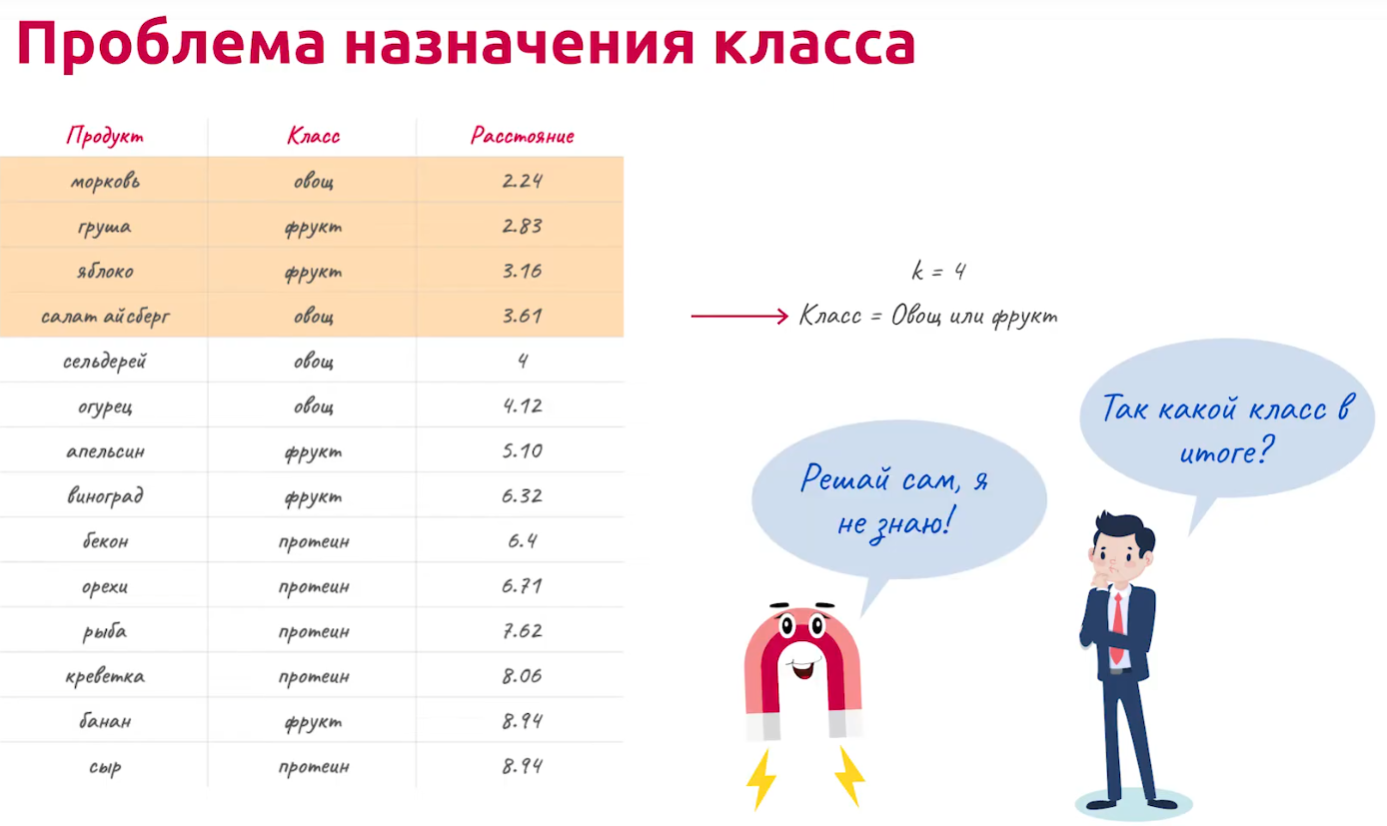 Проблема назначения класса
Продукт Класс Расстояние
морковь овощ 2.24
груша фрукт 2.83
яблоко фрукт 3.16
салат айсберг овощ 3.61
сельдерей овощ 4
огурец овощ 4.12
апельсин фрукт 5.10
виноград фрукт 6.32
бекон протеин 6.4
орехи протеин 6.71
рыба протеин 7.62
креветка протеин 8.06
банан фрукт 8.94
сыр протеин 8.94
k = 4
Класс = Овощ или фрукт
Решай сам, я
не знаю!
Так какой класс в
итоге?